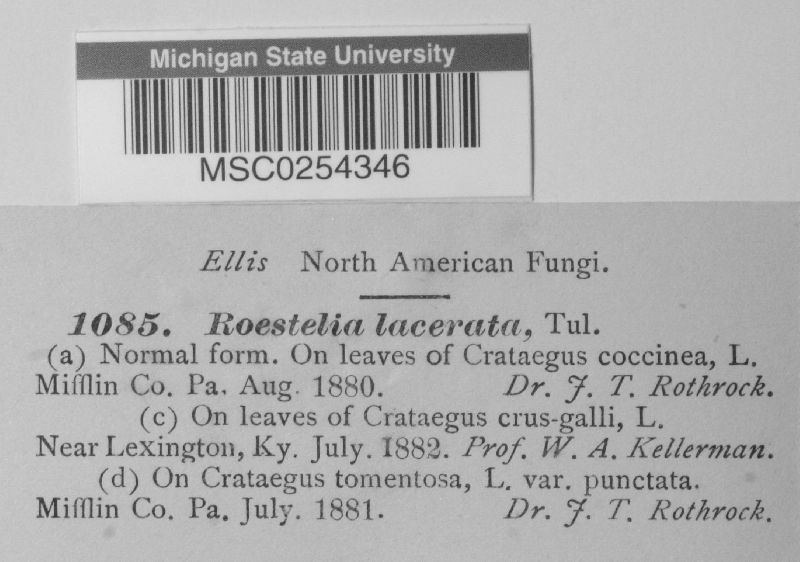 Michigan State University
MSC0254346
Ellis North American Fungi.
1085. Roestelia lacerata, Tul.
(a) Normal form. On leaves of Crataegus coccinea, L.
Mifflin Co. Pa. Aug. 1880. Dr. J. T. Rothrock.
(c) On leaves of Crataegus crus-galli, L.
Near Lexington, Ky. July. 1882. Prof. W. A. Kellerman.
(d) On Crataegus tomentosa, L. var. punctata.
Mifflin Co. Pa. July. 1881. Dr. J. T. Rothrock.